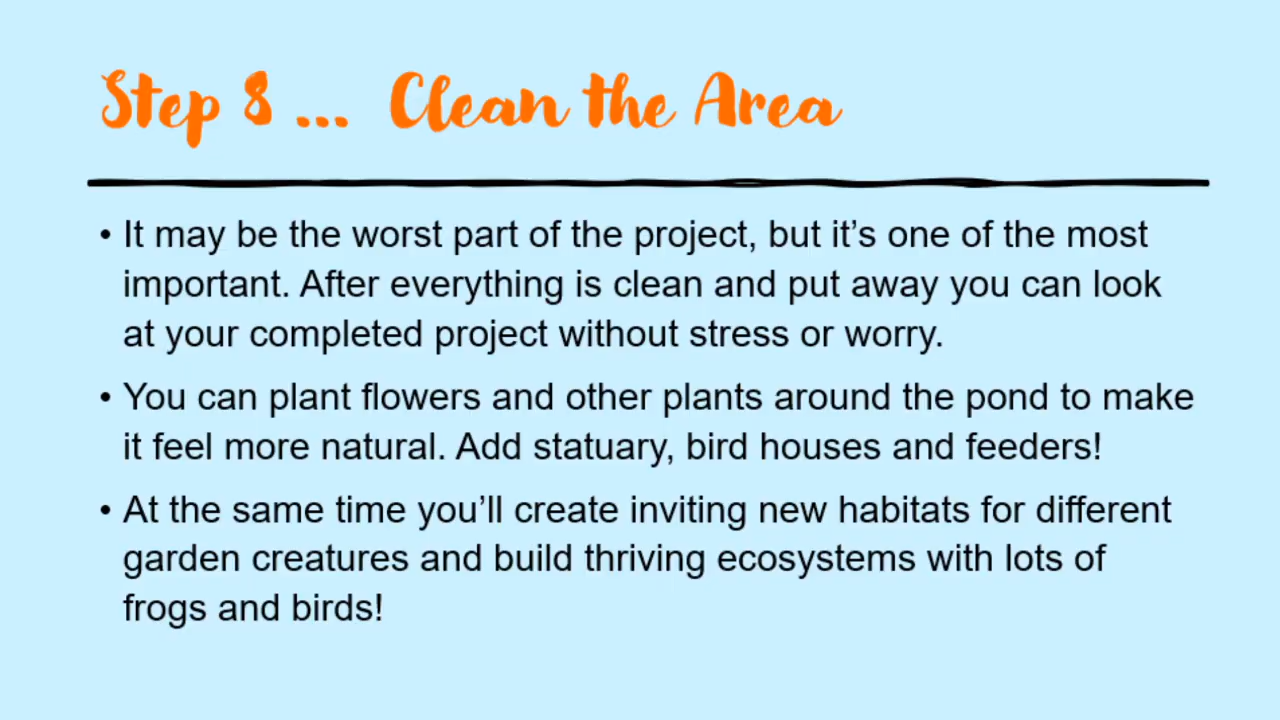 Step 8 ... Clean the Area
• It may be the worst part of the project, but it’s one of the most
important. After everything is clean and put away you can look
at your completed project without stress or worry.
• You can plant flowers and other plants around the pond to make
it feel more natural. Add statuary, bird houses and feeders!
• At the same time you’ll create inviting new habitats for different
garden creatures and build thriving ecosystems with lots of
frogs and birds!